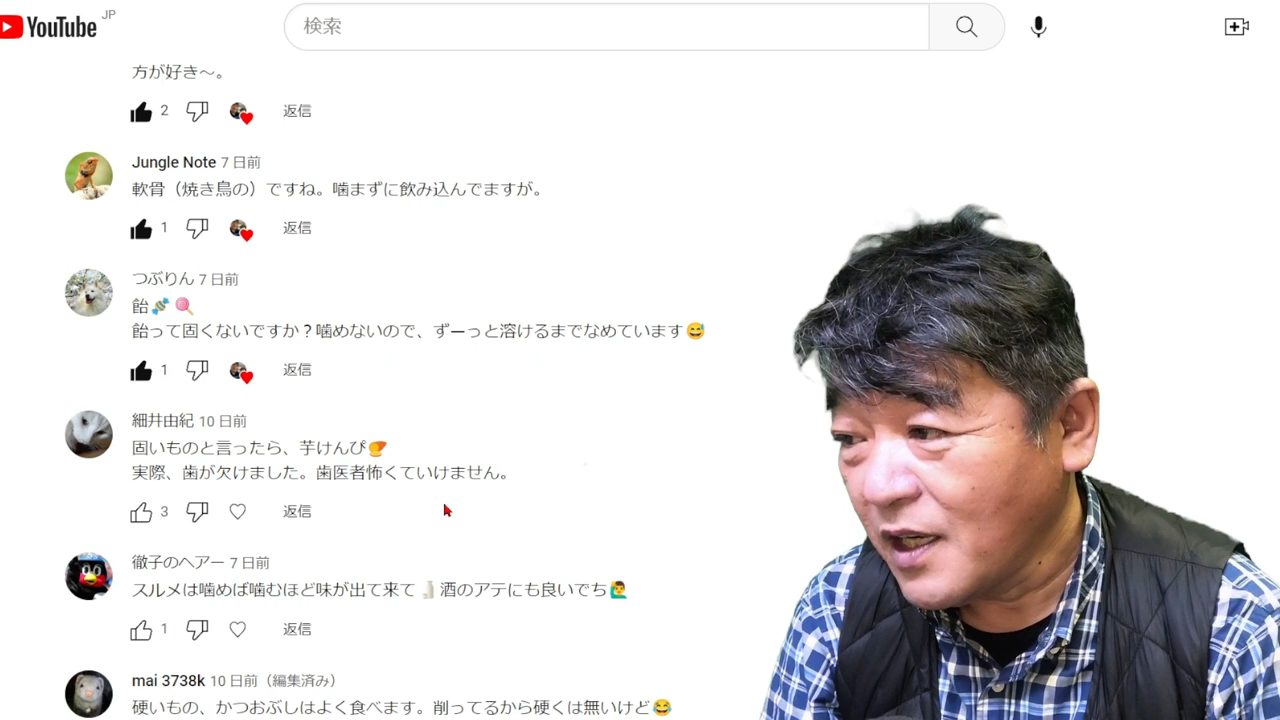 YouTube JP
検索
方が好き～。
2 返信
Jungle Note 7 日前
軟骨（焼き鳥の）ですね。噛まずに飲み込んでますが。
1 返信
つぶりん 7 日前
飴🍬🍭
飴って固くないですか？噛めないので、ずーっと溶けるまでなめています😅
1 返信
細井由紀 10 日前
固いものと言ったら、芋けんぴ🍠
実際、歯が欠けました。歯医者怖くていけません。
3 返信
徹子のヘアー 7 日前
スルメは噛めば噛むほど味が出て来て🍶酒のアテにも良いでち🙋‍♂️
1 返信
mai 3738k 10 日前（編集済み）
硬いもの、かつおぶしはよく食べます。削ってるから硬くは無いけど😂